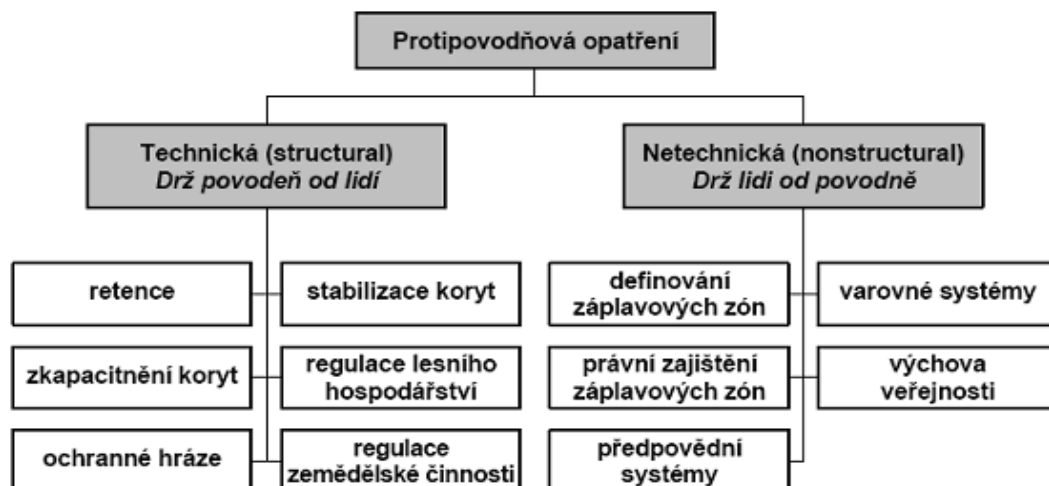 Protipovodňová opatření
Technická (structural)
Drž povodeň od lidí
Netechnická (nonstructural)
Drž lidi od povodně
retence
stabilizace koryt
definování
záplavových zón
varovné systémy
zkapacitnění koryt
regulace lesního
hospodářství
právní zajištění
záplavových zón
výchova
veřejnosti
ochranné hráze
regulace
zemědělské činnosti
předpovědní
systémy